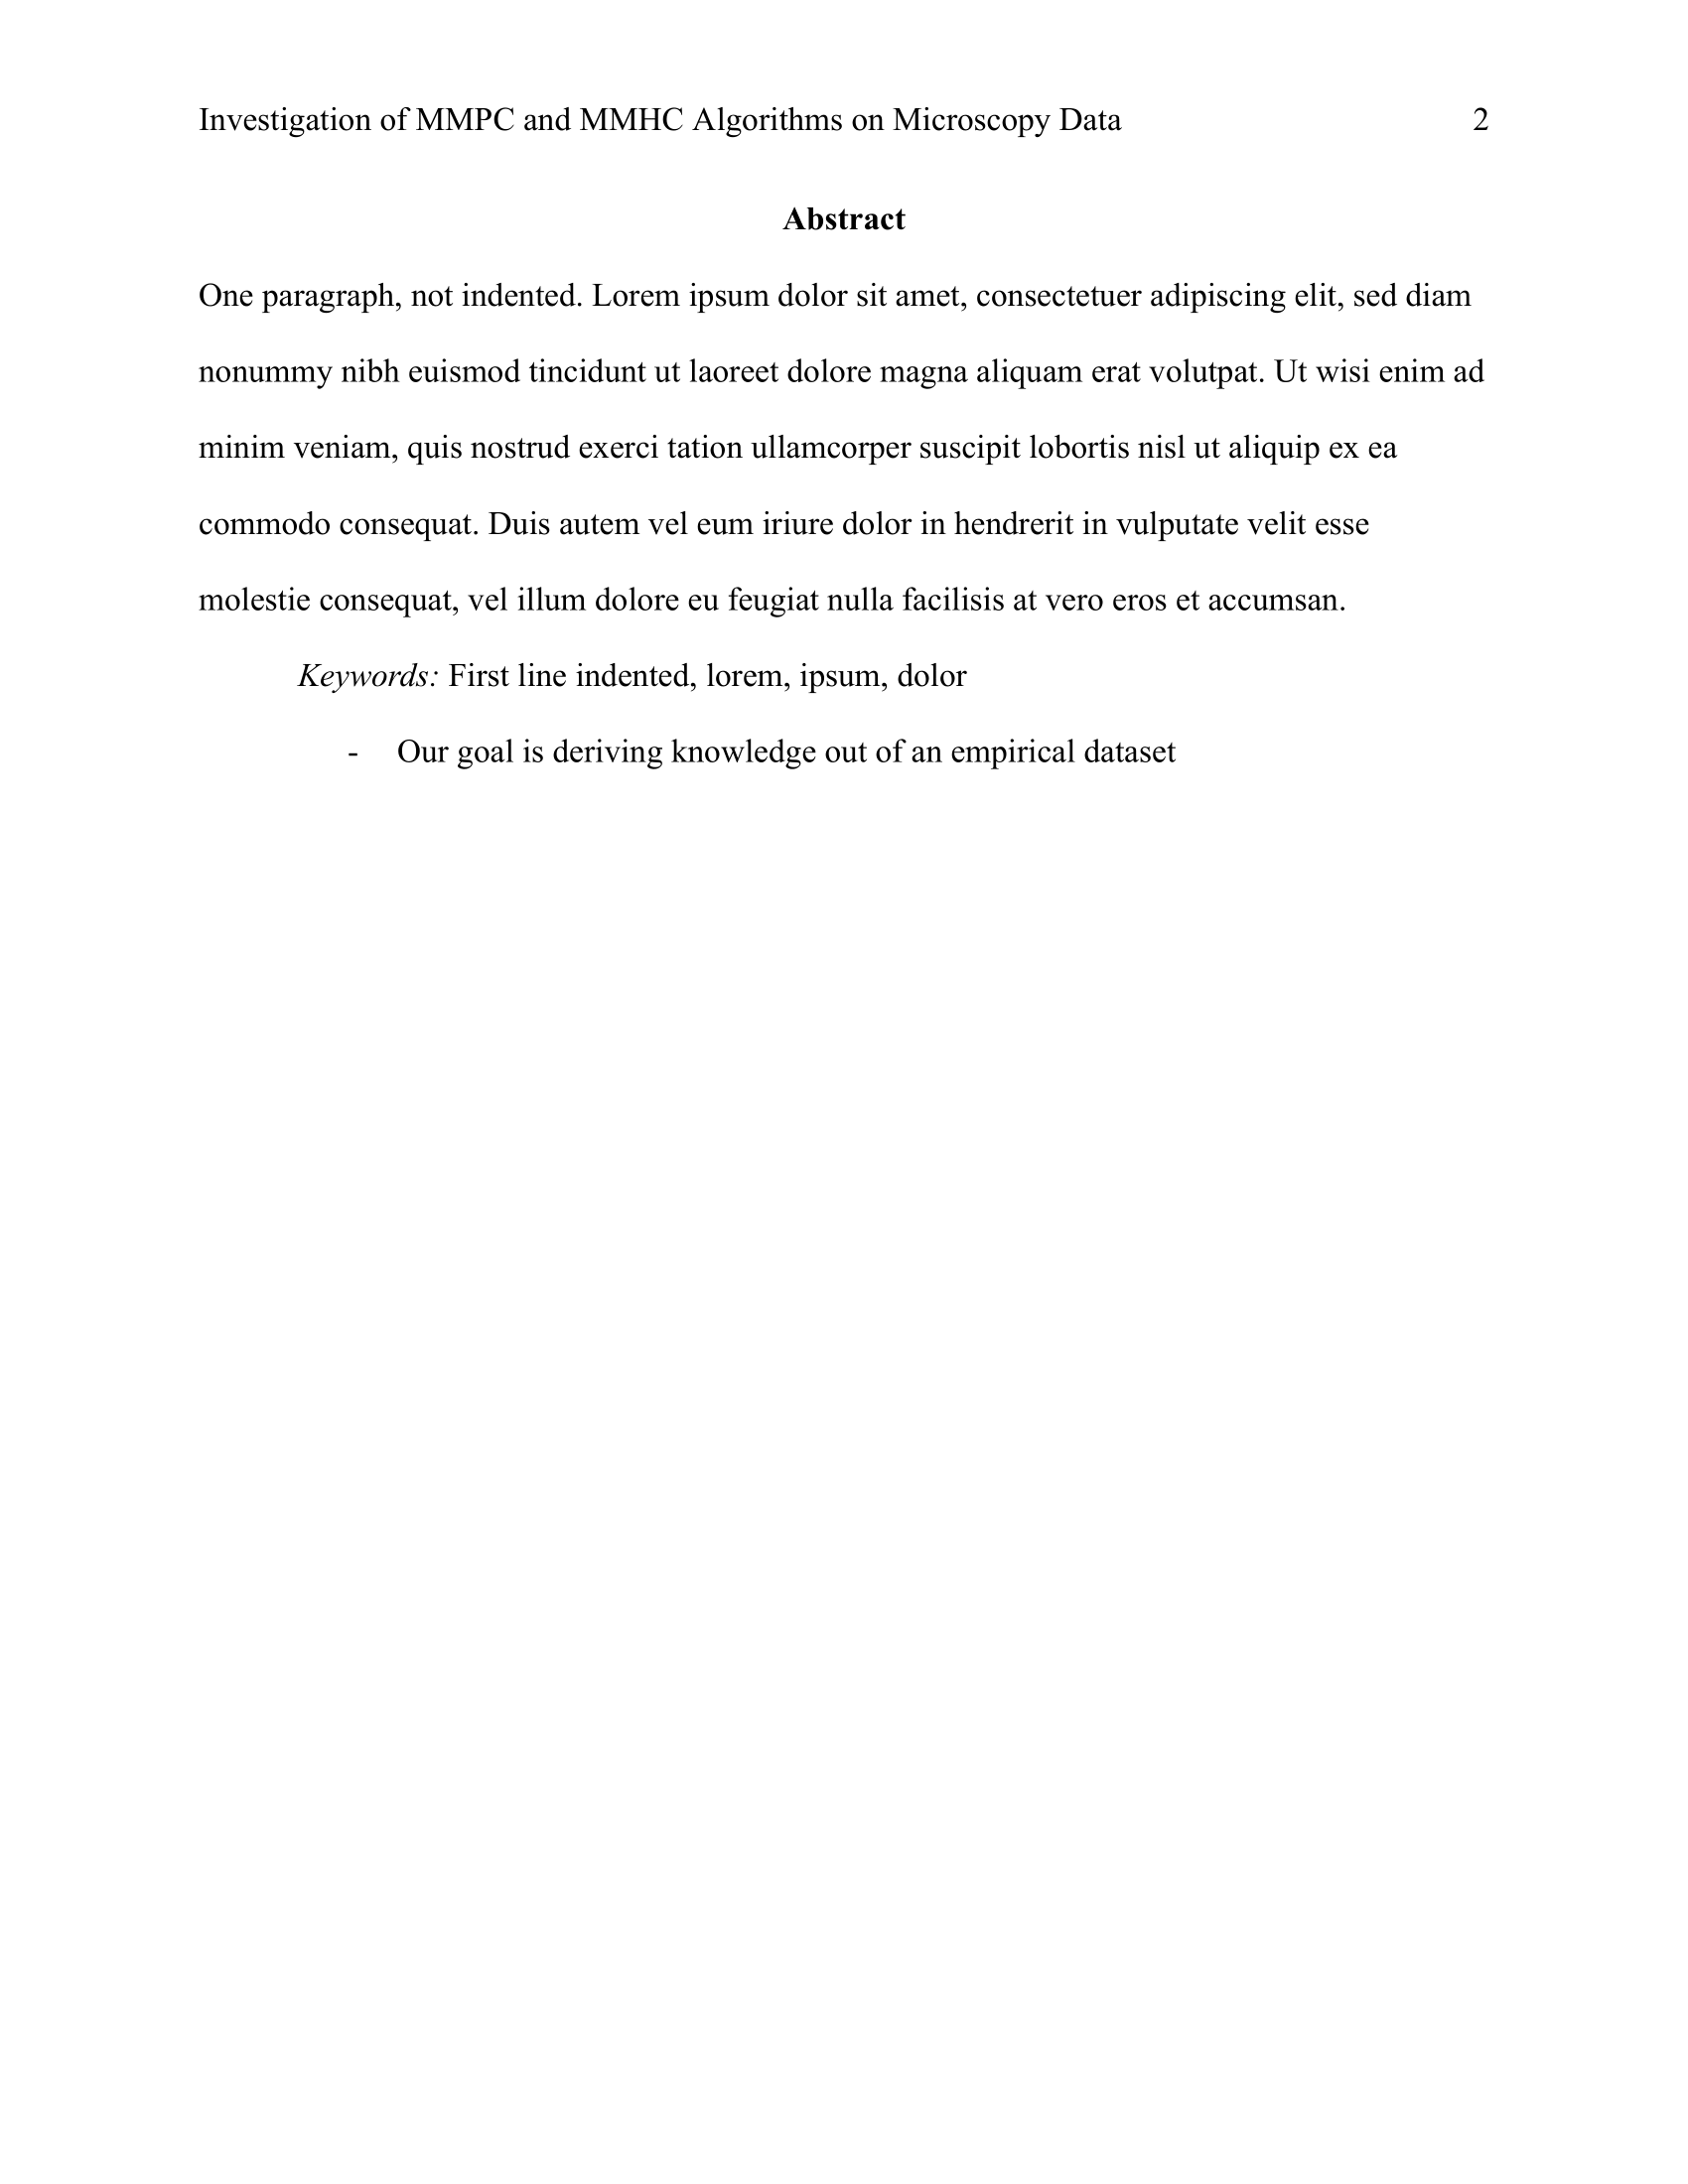 Investigation of MMPC and MMHC Algorithms on Microscopy Data 2
Abstract
One paragraph, not indented. Lorem ipsum dolor sit amet, consectetuer adipiscing elit, sed diam
nonummy nibh euismod tincidunt ut laoreet dolore magna aliquam erat volutpat. Ut wisi enim ad
minim veniam, quis nostrud exerci tation ullamcorper suscipit lobortis nisl ut aliquip ex ea
commodo consequat. Duis autem vel eum iriure dolor in hendrerit in vulputate velit esse
molestie consequat, vel illum dolore eu feugiat nulla facilisis at vero eros et accumsan.
Keywords: First line indented, lorem, ipsum, dolor
- Our goal is deriving knowledge out of an empirical dataset